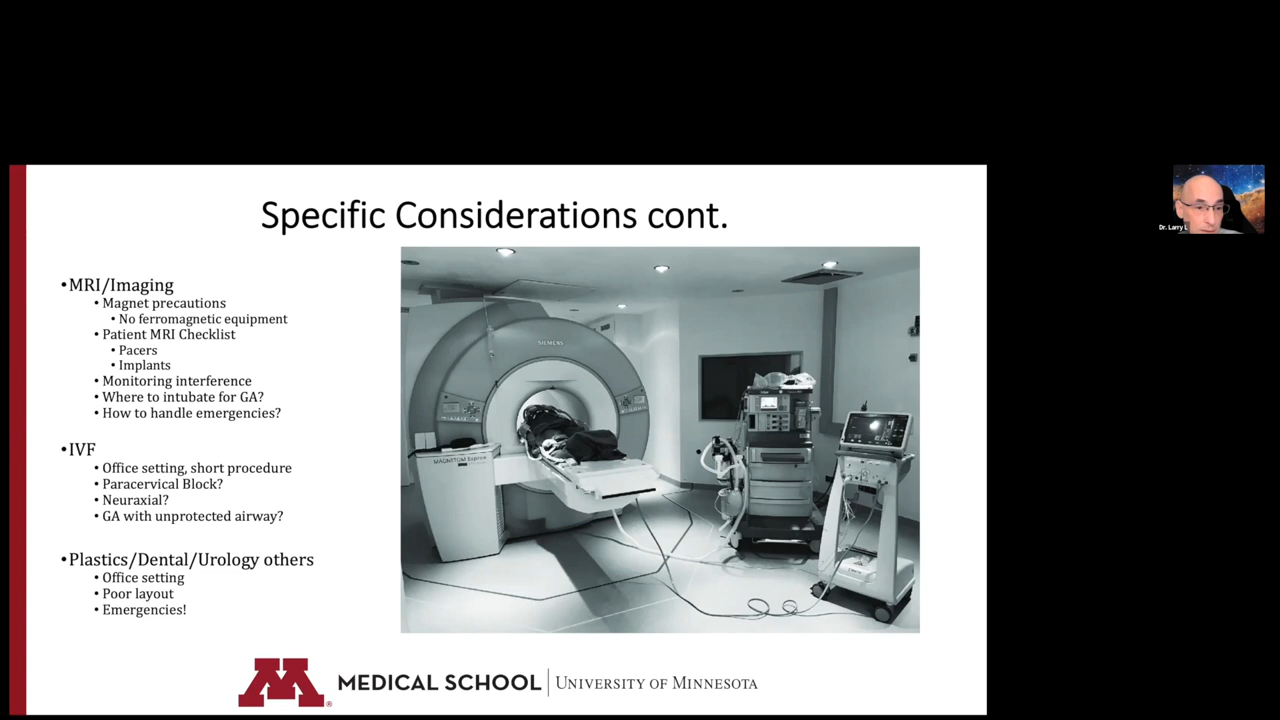 Specific Considerations cont.
•MRI/Imaging
• Magnet precautions
• No ferromagnetic equipment
• Patient MRI Checklist
• Pacers
• Implants
• Monitoring interference
• Where to intubate for GA?
• How to handle emergencies?
•IVF
• Office setting, short procedure
• Paracervical Block?
• Neuraxial?
• GA with unprotected airway?
•Plastics/Dental/Urology others
• Office setting
• Poor layout
• Emergencies!
SIEMENS
M® MEDICAL SCHOOL | UNIVERSITY OF MINNESOTA
Dr. Larry L